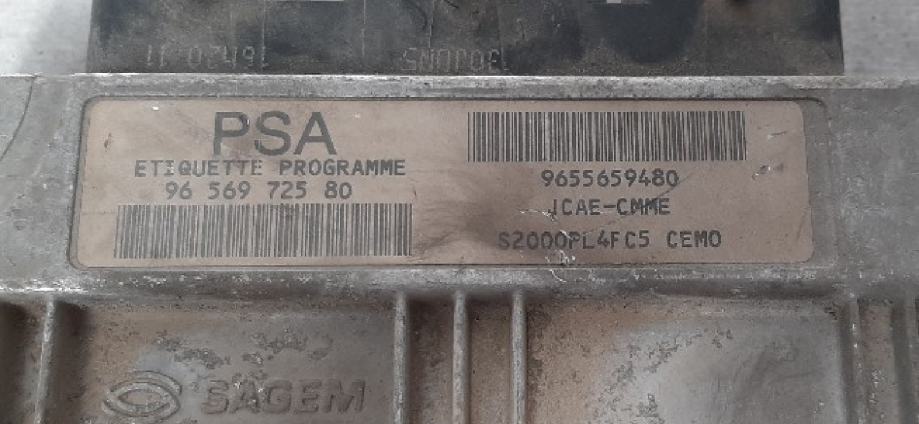 PSA
ETIQUETTE PROGRAMME
96 569 725 80
9655659480
JCAE-CMME
S2000PL4FC5 CEMO
SAGEM